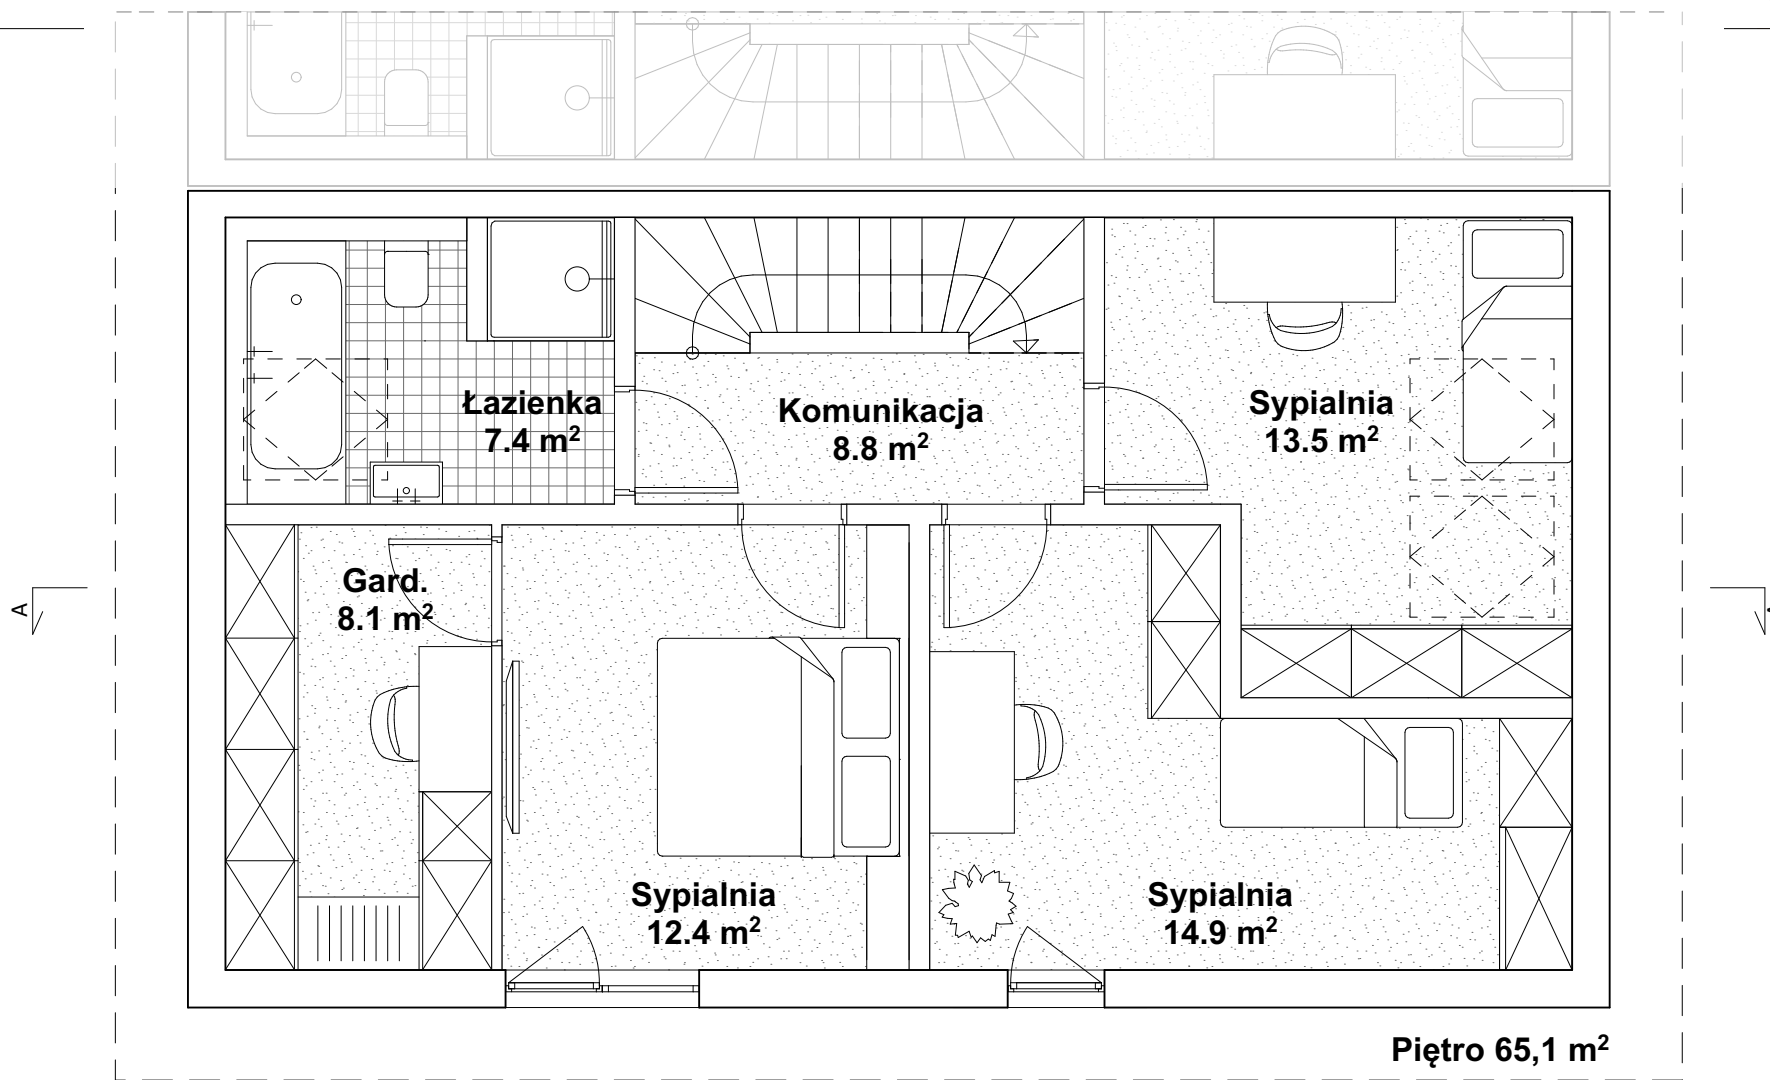 Łazienka
7.4 m²
Komunikacja
8.8 m²
Sypialnia
13.5 m²
Gard.
8.1 m²
A
Sypialnia
12.4 m²
Sypialnia
14.9 m²
Piętro 65,1 m²